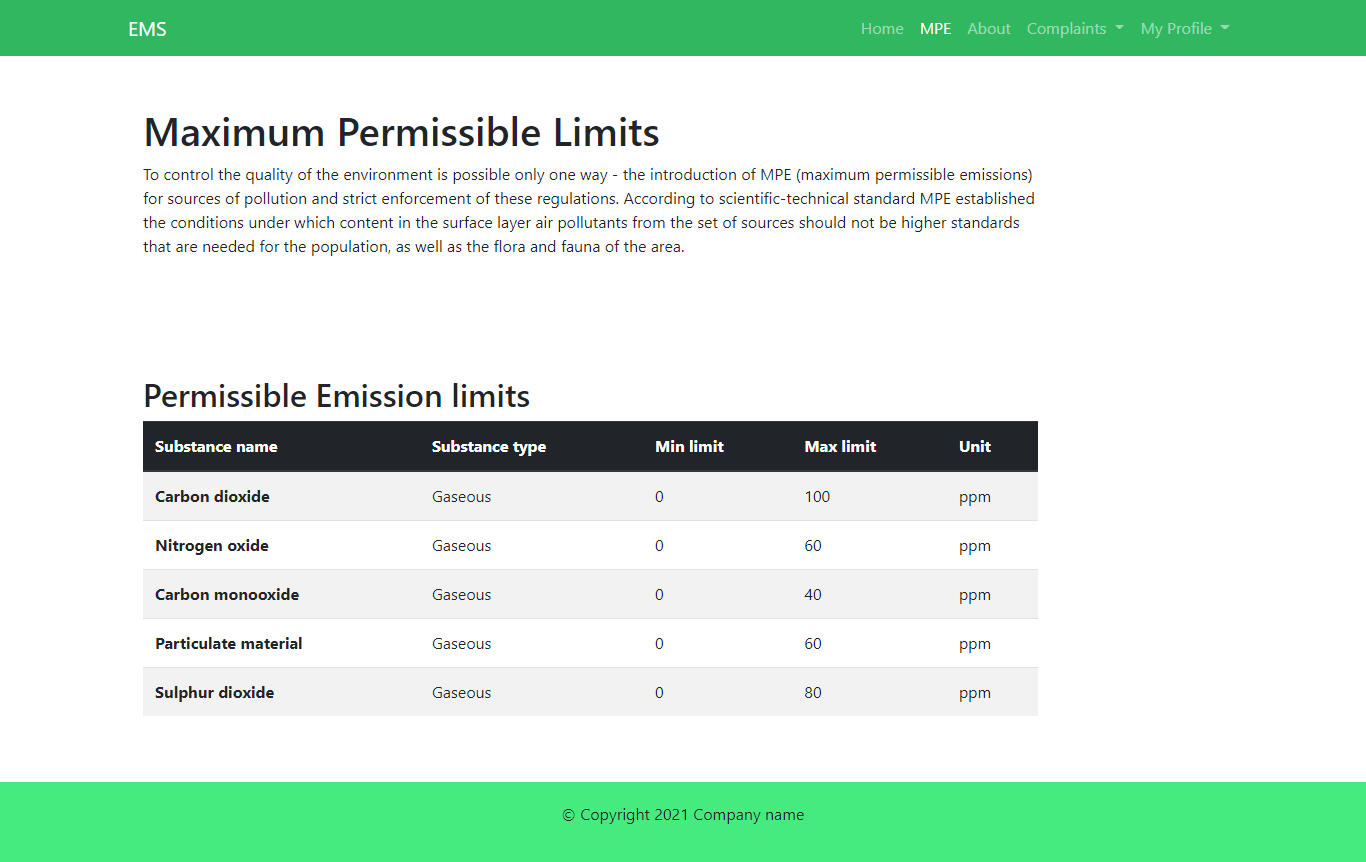 EMS Home MPE About Complaints My Profile
Maximum Permissible Limits
To control the quality of the environment is possible only one way - the introduction of MPE (maximum permissible emissions)
for sources of pollution and strict enforcement of these regulations. According to scientific-technical standard MPE established
the conditions under which content in the surface layer air pollutants from the set of sources should not be higher standards
that are needed for the population, as well as the flora and fauna of the area.
Permissible Emission limits
Substance name Substance type Min limit Max limit Unit
Carbon dioxide Gaseous 0 100 ppm
Nitrogen oxide Gaseous 0 60 ppm
Carbon monooxide Gaseous 0 40 ppm
Particulate material Gaseous 0 60 ppm
Sulphur dioxide Gaseous 0 80 ppm
© Copyright 2021 Company name